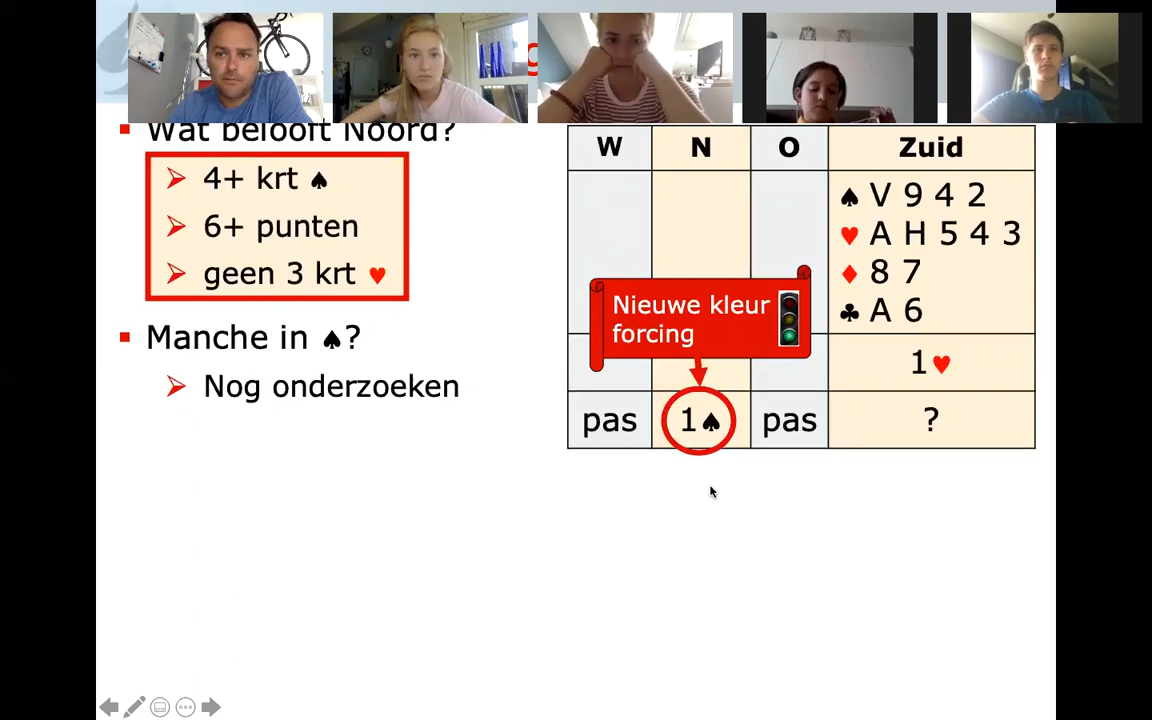 Wat belooft Noord?
4+ krt ♠
6+ punten
geen 3 krt ♥
Manche in ♠?
Nog onderzoeken
W N O Zuid
♠ V 9 4 2
♥ A H 5 4 3
♦ 8 7
♣ A 6
Nieuwe kleur
forcing
1♥
pas 1♠ pas ?